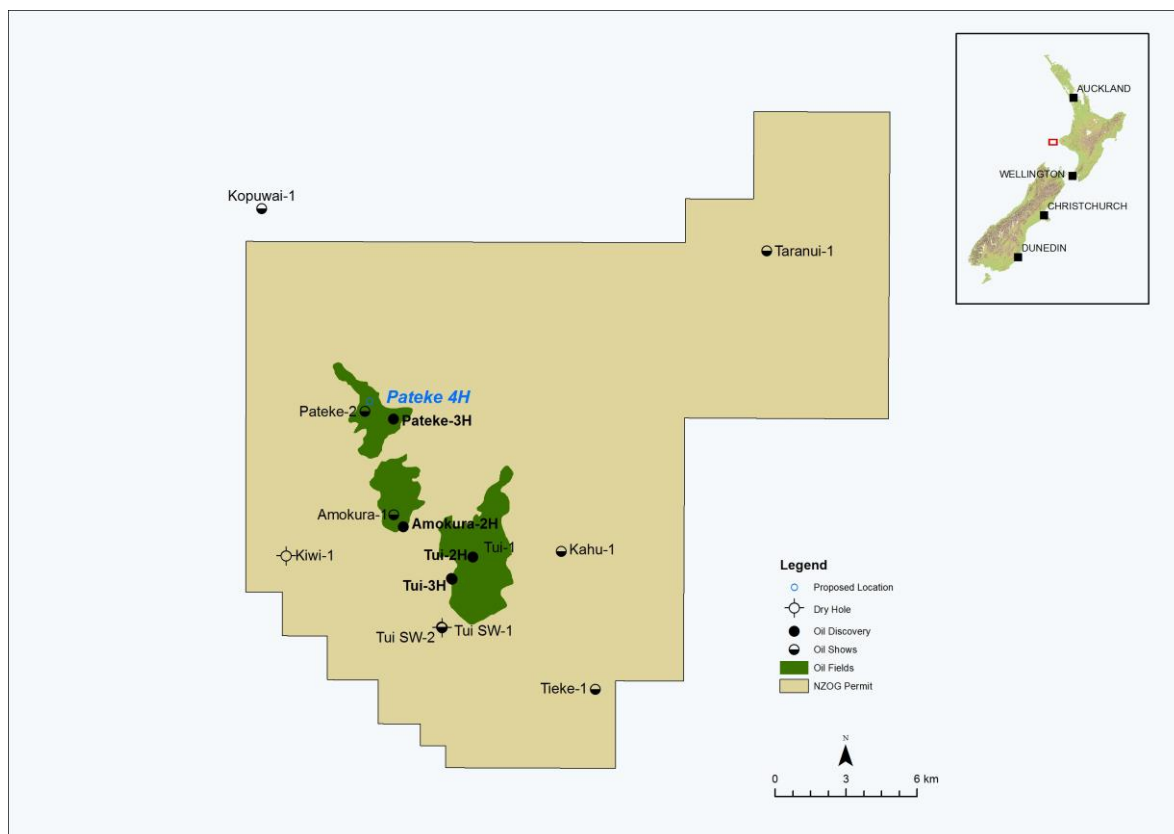 AUCKLAND
WELLINGTON
CHRISTCHURCH
DUNEDIN
Kopuwai-1
Taranui-1
Pateke 4H
Pateke-2
Pateke-3H
Amokura-1
Amokura-2H
Kiwi-1
Tui-2H
Tui-1
Kahu-1
Tui-3H
Tui SW-2
Tui SW-1
Tieke-1
Legend
Proposed Location
Dry Hole
Oil Discovery
Oil Shows
Oil Fields
NZOG Permit
N
0 3 6 km